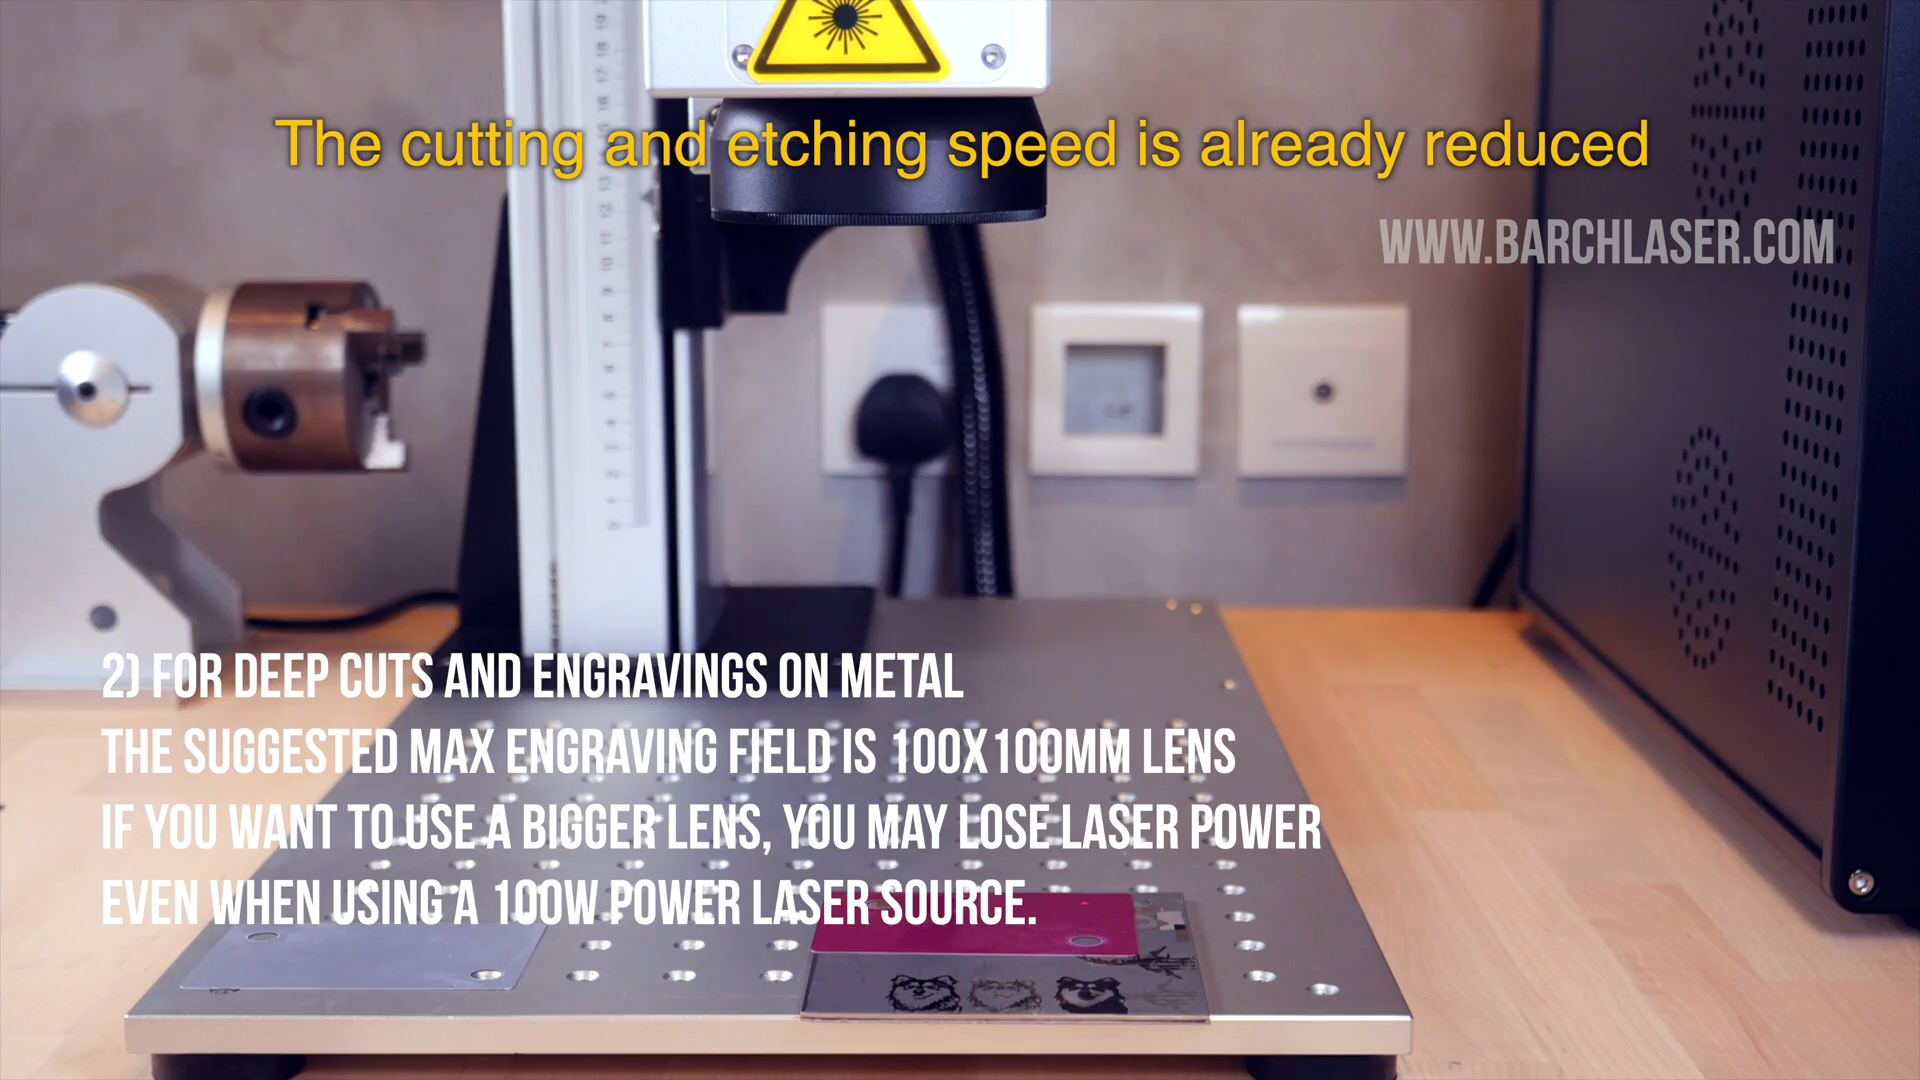 The cutting and etching speed is already reduced
WWW.BARCHLASER.COM
2) FOR DEEP CUTS AND ENGRAVINGS ON METAL
THE SUGGESTED MAX ENGRAVING FIELD IS 100X100MM LENS
IF YOU WANT TO USE A BIGGER LENS, YOU MAY LOSE LASER POWER
EVEN WHEN USING A 100W POWER LASER SOURCE.